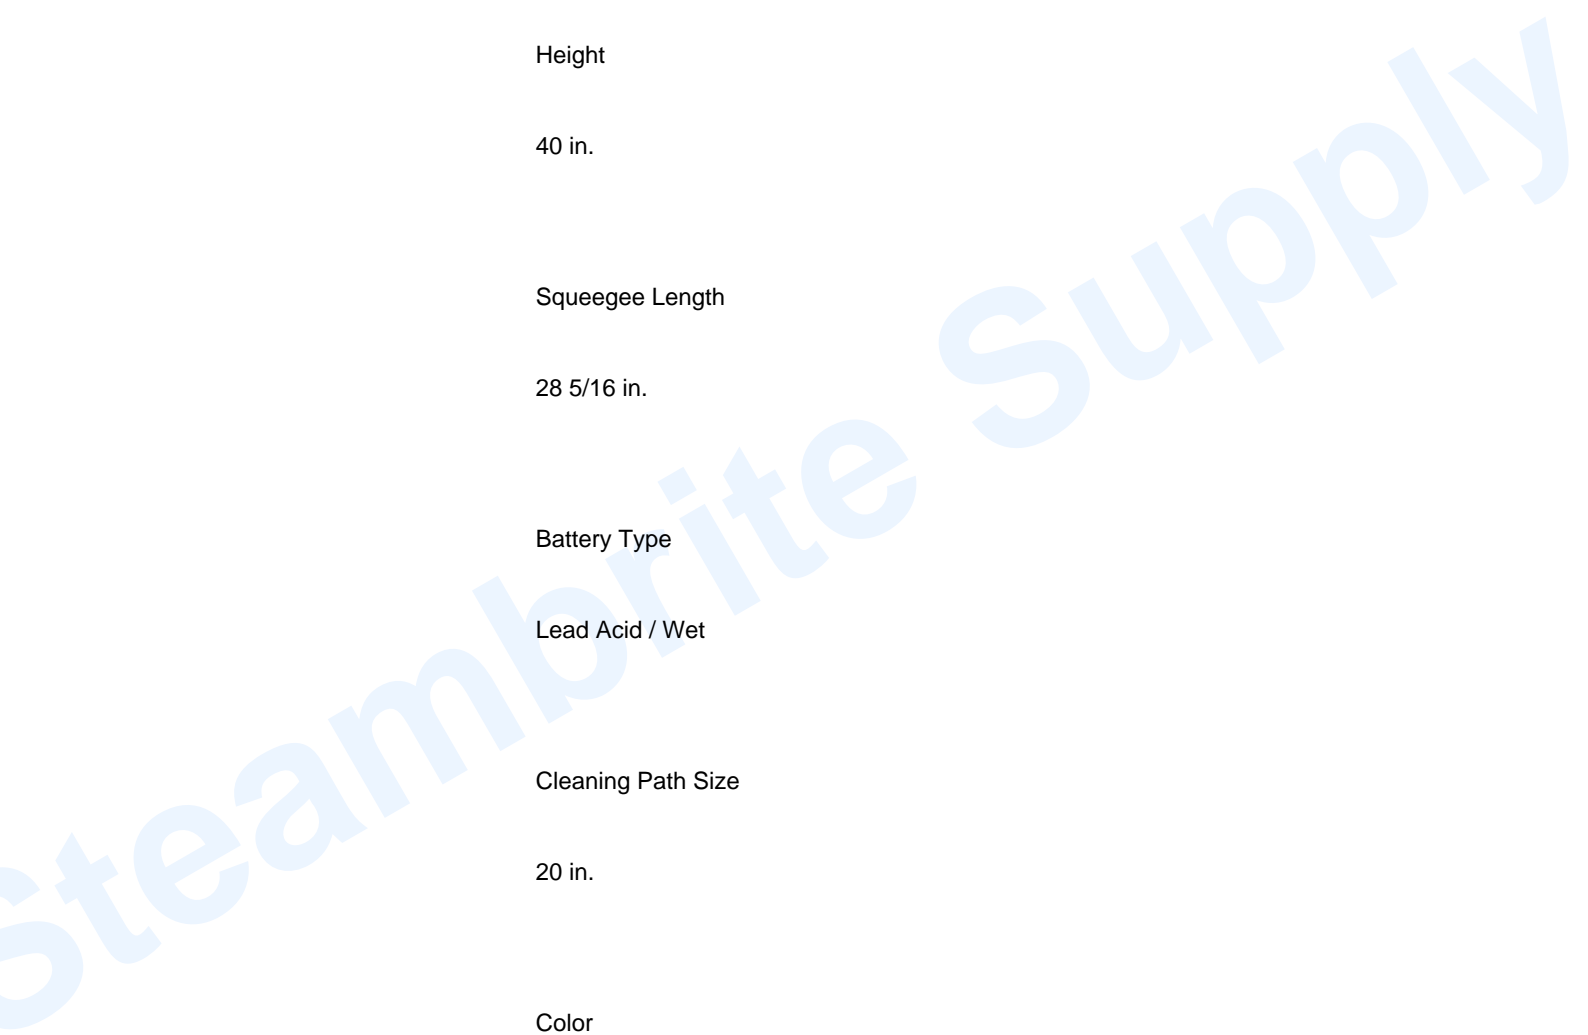 Height
40 in.
Squeegee Length
28 5/16 in.
Battery Type
Lead Acid / Wet
Cleaning Path Size
20 in.
Color
Steambrite Supply